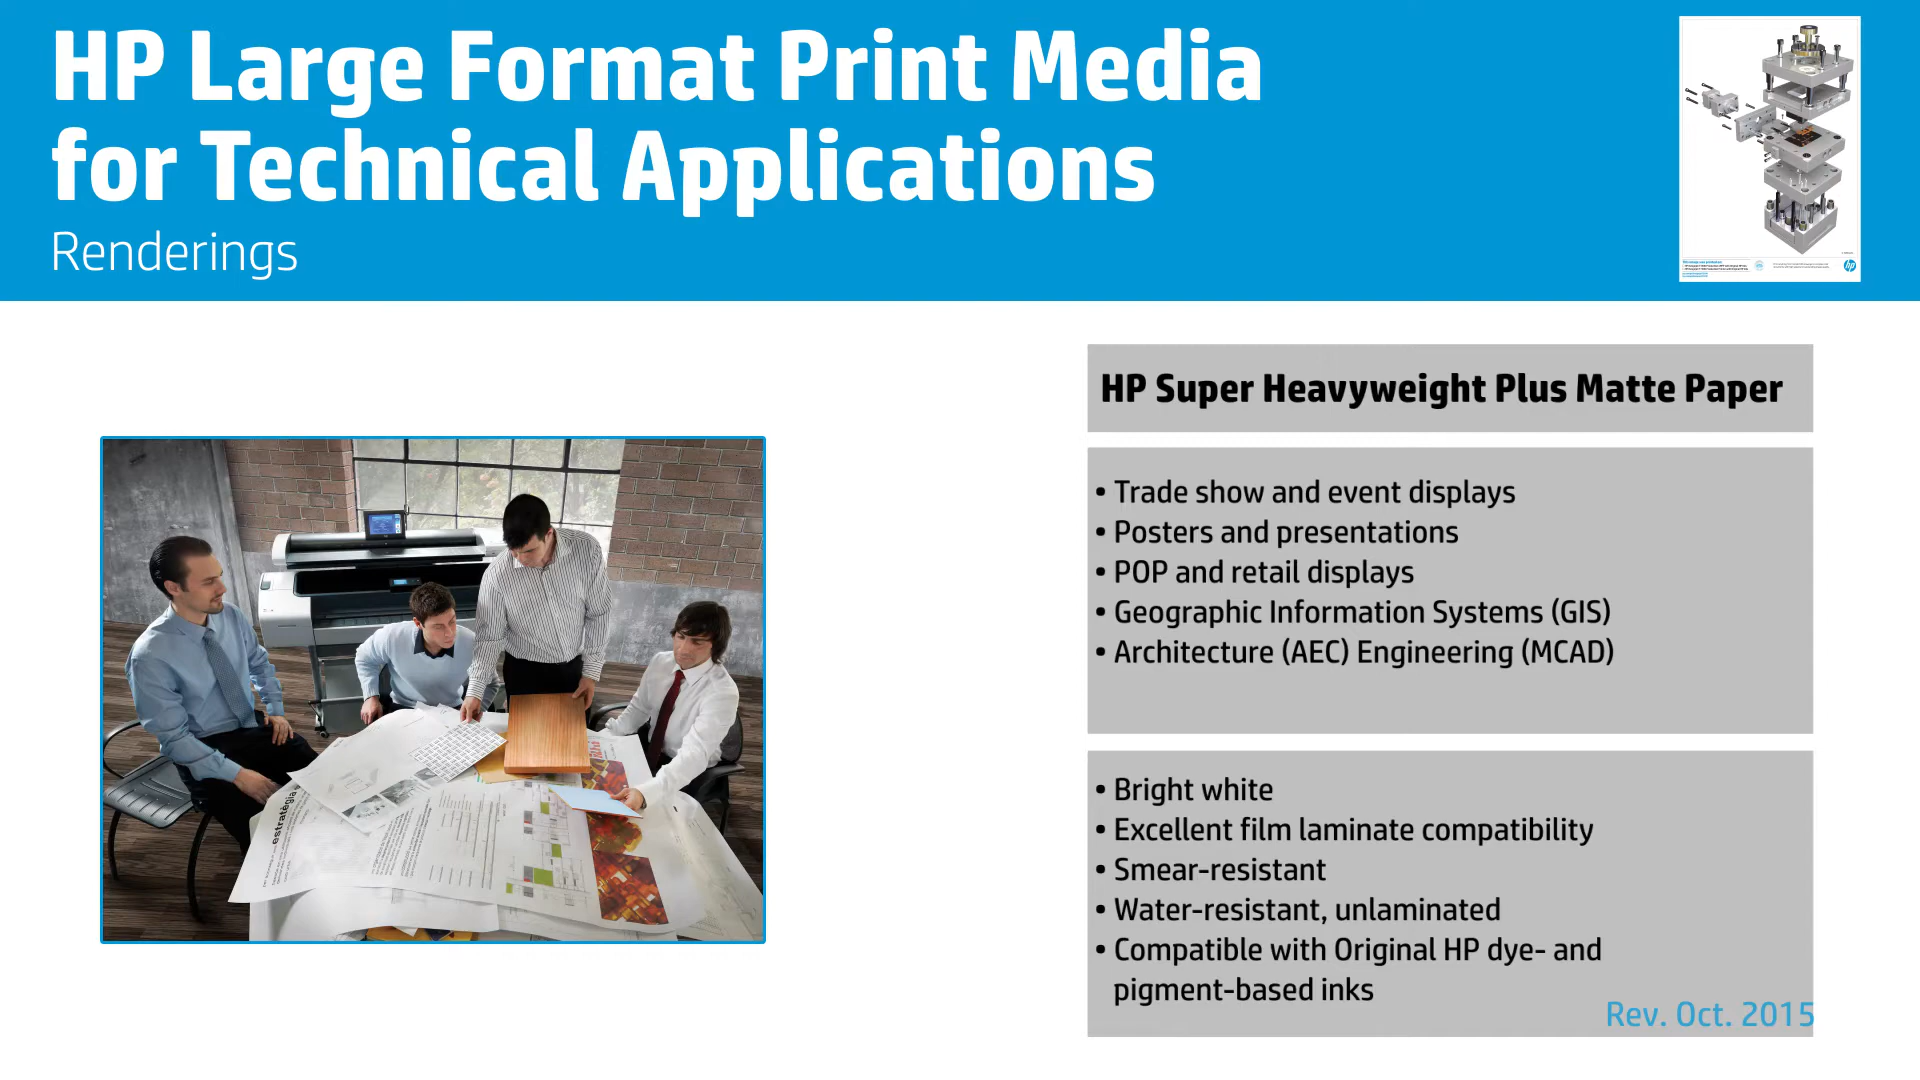 HP Large Format Print Media
for Technical Applications
Renderings
hp
HP Super Heavyweight Plus Matte Paper
• Trade show and event displays
• Posters and presentations
• POP and retail displays
• Geographic Information Systems (GIS)
• Architecture (AEC) Engineering (MCAD)
estratègia
• Bright white
• Excellent film laminate compatibility
• Smear-resistant
• Water-resistant, unlaminated
• Compatible with Original HP dye- and
pigment-based inks
Rev. Oct. 2015